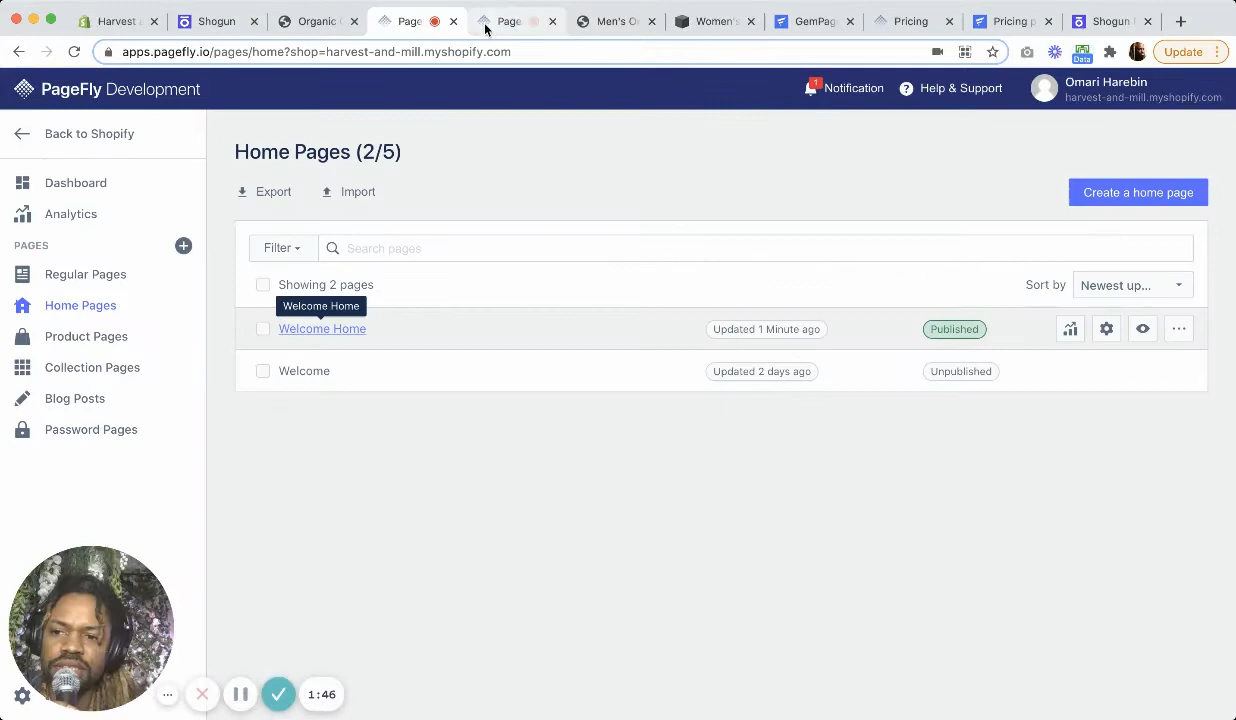 Harvest a
Shogun
Organic C
Page
Page
Men's O
Women's
GemPage
Pricing
Pricing p
Shogun
apps.pagefly.io/pages/home?shop=harvest-and-mill.myshopify.com
Data
Update
PageFly Development
1
Notification
Help & Support
Omari Harebin
harvest-and-mill.myshopify.com
Back to Shopify
Dashboard
Analytics
PAGES
Regular Pages
Home Pages
Product Pages
Collection Pages
Blog Posts
Password Pages
Home Pages (2/5)
Export
Import
Create a home page
Filter
Search pages
Showing 2 pages
Sort by
Newest up...
Welcome Home
Welcome Home
Updated 1 Minute ago
Published
Welcome
Updated 2 days ago
Unpublished
1:46